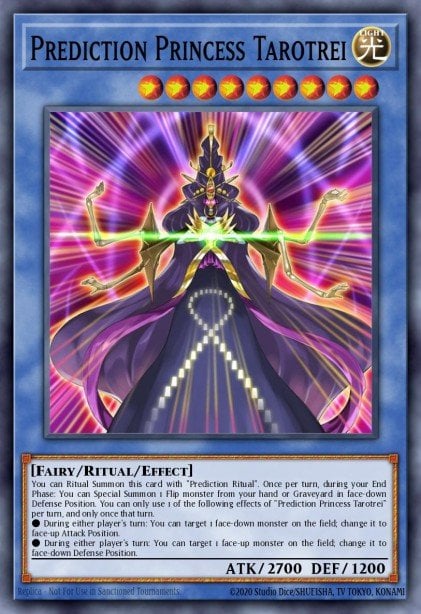 PREDICTION PRINCESS TAROTREI
LIGHT
光
[FAIRY/RITUAL/EFFECT]
You can Ritual Summon this card with "Prediction Ritual". Once per turn, during your End
Phase: You can Special Summon 1 Flip monster from your hand or Graveyard in face-down
Defense Position. You can only use 1 of the following effects of "Prediction Princess Tarotrei"
per turn, and only once that turn.
● During either player's turn: You can target 1 face-down monster on the field; change it to
face-up Attack Position.
● During either player's turn: You can target 1 face-up monster on the field; change it to
face-down Defense Position.
ATK/2700 DEF/1200
Replica - Not For Use in Sanctioned Tournaments.
©2020 Studio Dice/SHUEISHA, TV TOKYO, KONAMI